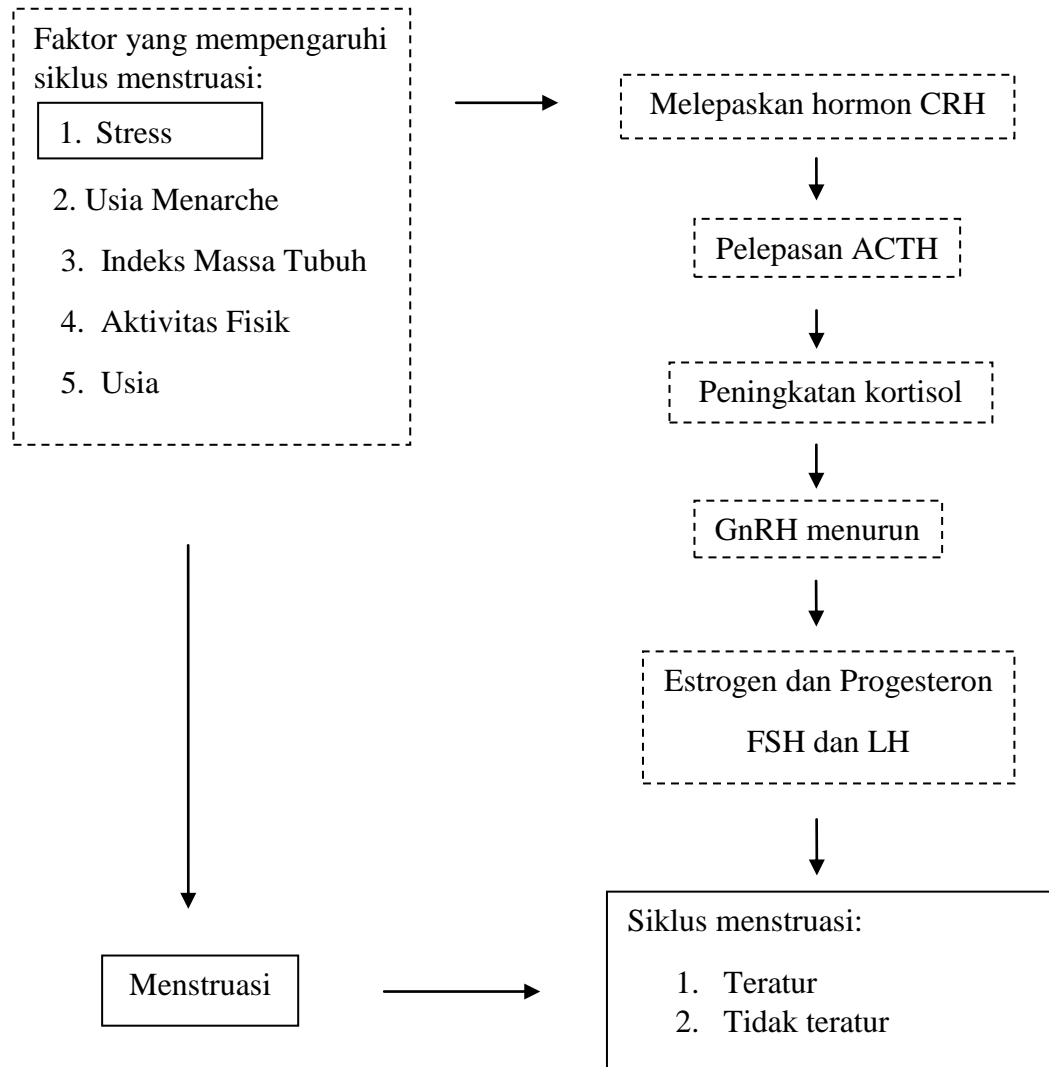 Faktor yang mempengaruhi
siklus menstruasi:
1. Stress
2. Usia Menarche
3. Indeks Massa Tubuh
4. Aktivitas Fisik
5. Usia
Melepaskan hormon CRH
Pelepasan ACTH
Peningkatan kortisol
GnRH menurun
Estrogen dan Progesteron
FSH dan LH
Menstruasi
Siklus menstruasi:
1. Teratur
2. Tidak teratur